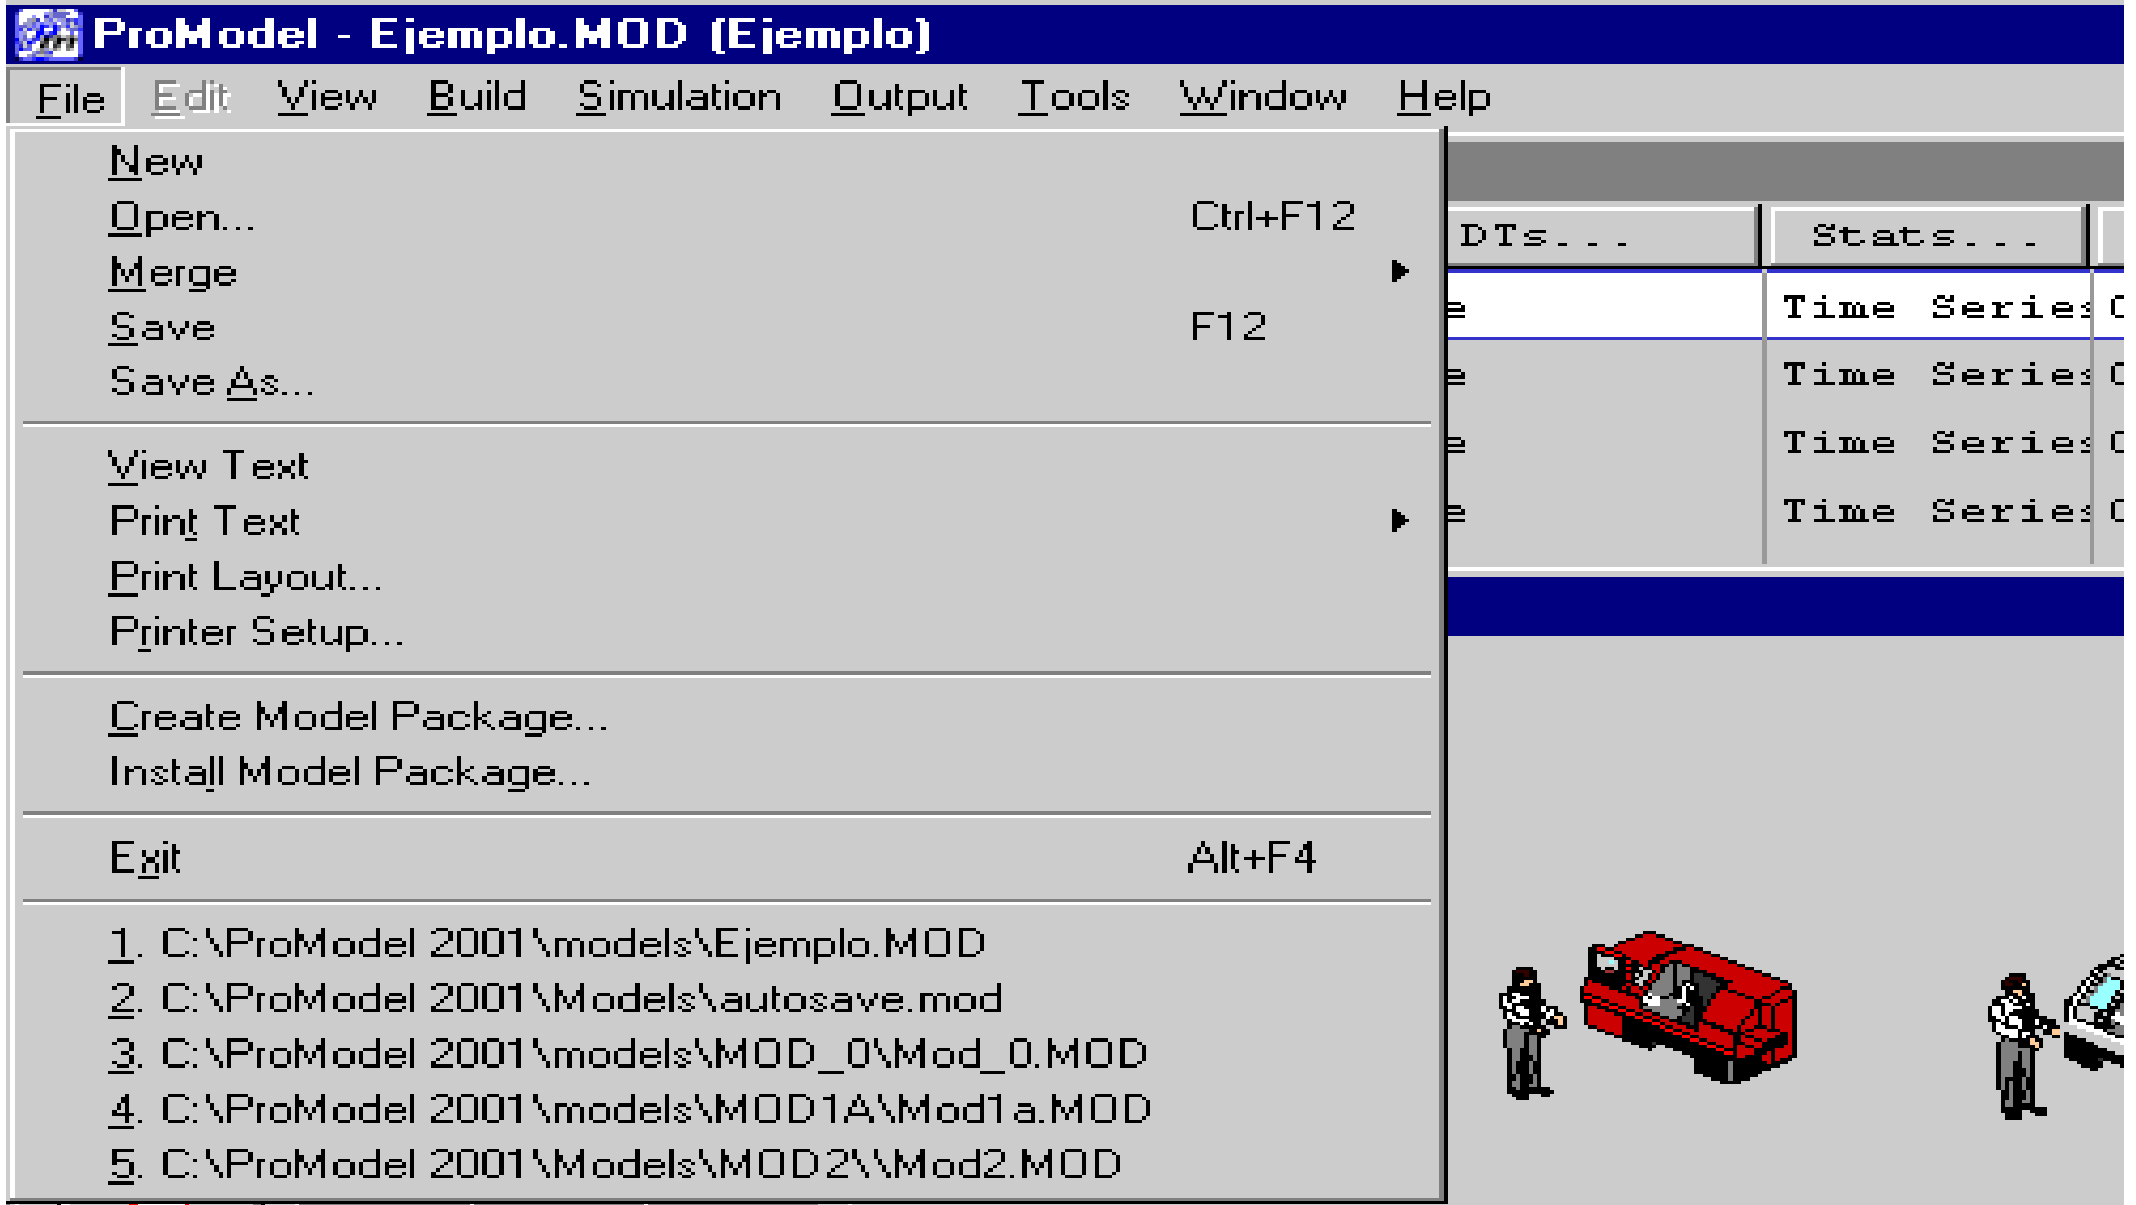 ProModel - Ejemplo.MOD (Ejemplo)
File Edit View Build Simulation Output Tools Window Help
New
Open... Ctrl+F12
Merge
Save F12
Save As...
View Text
Print Text
Print Layout...
Printer Setup...
Create Model Package...
Install Model Package...
Exit Alt+F4
1. C:\ProModel 2001\models\Ejemplo.MOD
2. C:\ProModel 2001\Models\autosave.mod
3. C:\ProModel 2001\models\MOD_0\Mod_0.MOD
4. C:\ProModel 2001\models\MOD1A\Mod1a.MOD
5. C:\ProModel 2001\Models\MOD2\\Mod2.MOD
DTs... Stats...
Time Series
Time Series
Time Series
Time Series